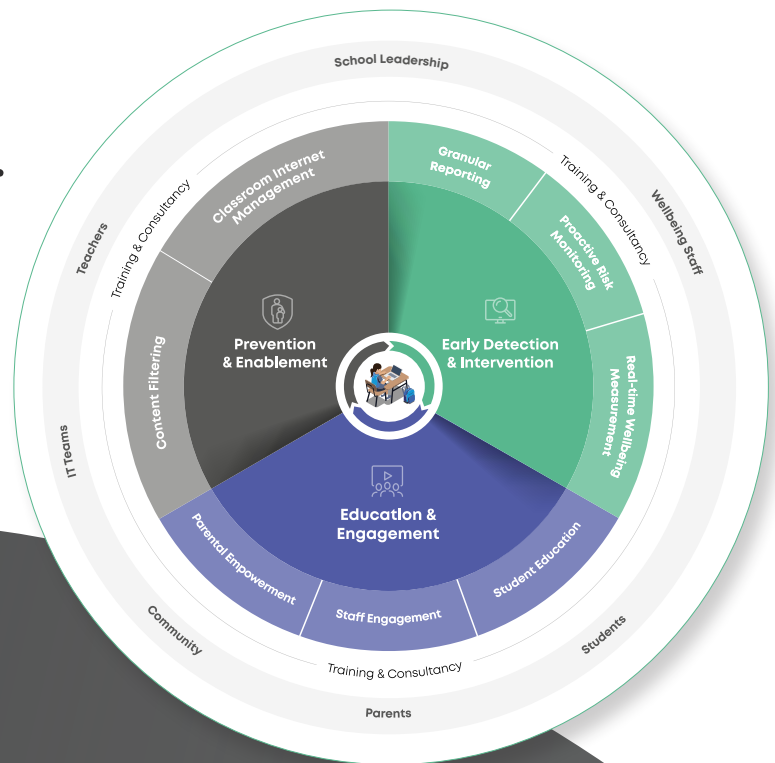 School Leadership
Teachers
Training & Consultancy
Classroom Internet
Management
Granular
Reporting
Training & Consultancy
Wellbeing Staff
Proactive Risk
Monitoring
Content Filtering
Prevention
& Enablement
Early Detection
& Intervention
Real-time Wellbeing
Measurement
IT Teams
Education &
Engagement
Parental Empowerment
Staff Engagement
Student Education
Community
Training & Consultancy
Students
Parents